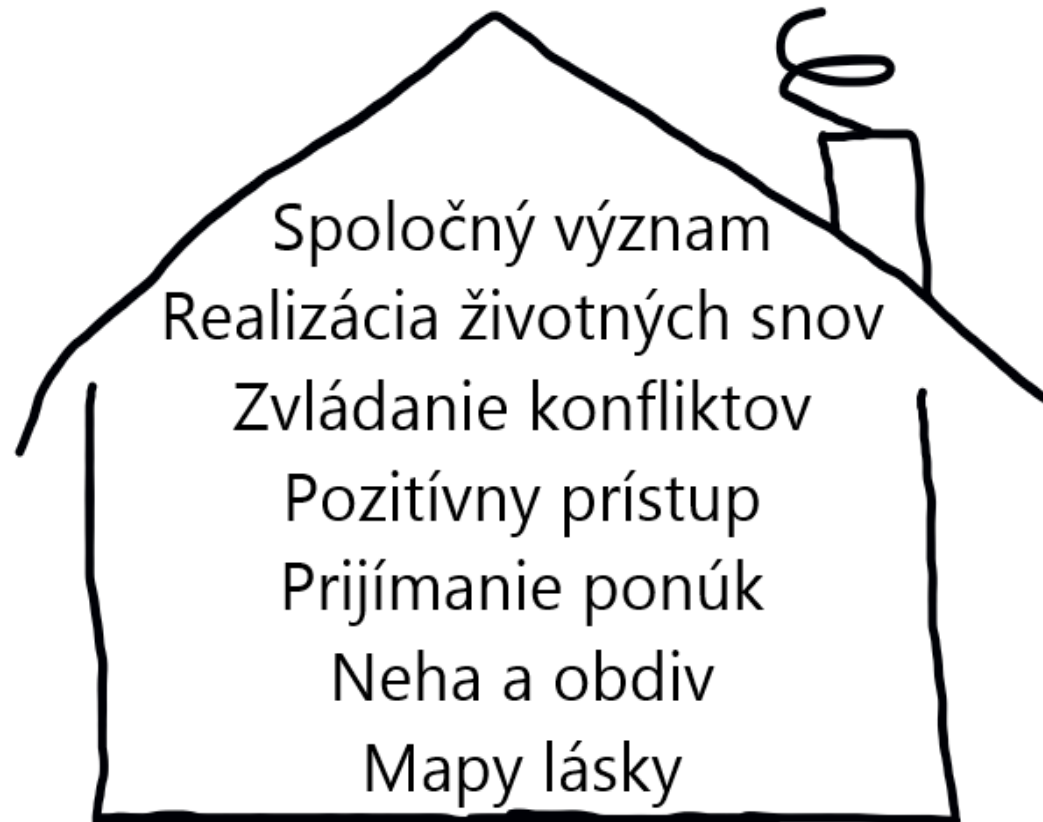 Spoločný význam
Realizácia životných snov
Zvládanie konfliktov
Pozitívny prístup
Prijímanie ponúk
Neha a obdiv
Mapy lásky